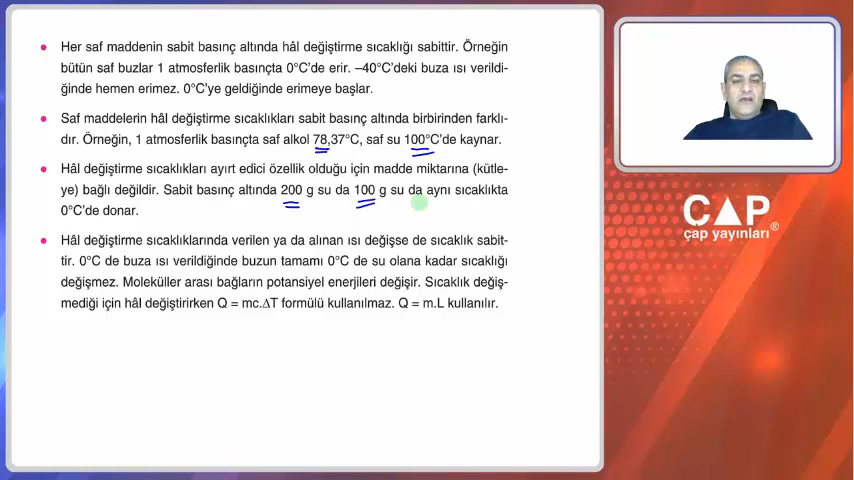 • Her saf maddenin sabit basınç altında hâl değiştirme sıcaklığı sabittir. Örneğin
bütün saf buzlar 1 atmosferlik basınçta 0°C'de erir. –40°C'deki buza ısı verildi-
ğinde hemen erimez. 0°C'ye geldiğinde erimeye başlar.
• Saf maddelerin hâl değiştirme sıcaklıkları sabit basınç altında birbirinden farklı-
dır. Örneğin, 1 atmosferlik basınçta saf alkol 78,37°C, saf su 100°C'de kaynar.
• Hâl değiştirme sıcaklıkları ayırt edici özellik olduğu için madde miktarına (kütle-
ye) bağlı değildir. Sabit basınç altında 200 g su da 100 g su da aynı sıcaklıkta
0°C'de donar.
• Hâl değiştirme sıcaklıklarında verilen ya da alınan ısı değişse de sıcaklık sabit-
tir. 0°C de buza ısı verildiğinde buzun tamamı 0°C de su olana kadar sıcaklığı
değişmez. Moleküller arası bağların potansiyel enerjileri değişir. Sıcaklık değiş-
mediği için hâl değiştirirken Q = mc.ΔT formülü kullanılmaz. Q = m.L kullanılır.
ÇAP
çap yayınları®